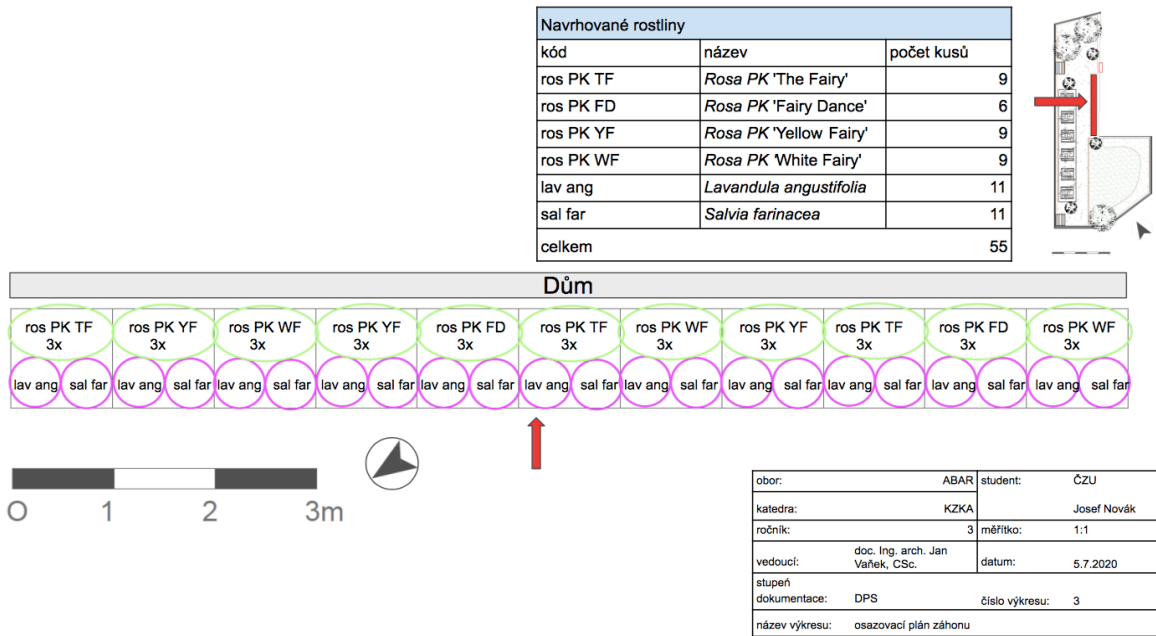 Navrhované rostliny
kód název počet kusů
ros PK TF Rosa PK 'The Fairy' 9
ros PK FD Rosa PK 'Fairy Dance' 6
ros PK YF Rosa PK 'Yellow Fairy' 9
ros PK WF Rosa PK 'White Fairy' 9
lav ang Lavandula angustifolia 11
sal far Salvia farinacea 11
celkem 55
Dům
ros PK TF ros PK YF ros PK WF ros PK YF ros PK FD ros PK TF ros PK WF ros PK YF ros PK TF ros PK FD ros PK WF
3x 3x 3x 3x 3x 3x 3x 3x 3x 3x 3x
lav ang sal far lav ang sal far lav ang sal far lav ang sal far lav ang sal far lav ang sal far lav ang sal far lav ang sal far lav ang sal far lav ang sal far lav ang sal far
O 1 2 3m
obor: ABAR student: ČZU
katedra: KZKA Josef Novák
ročník: 3 měřítko: 1:1
vedoucí: doc. Ing. arch. Jan
Vaněk, CSc. datum: 5.7.2020
stupeň
dokumentace: DPS číslo výkresu: 3
název výkresu: osazovací plán záhonu